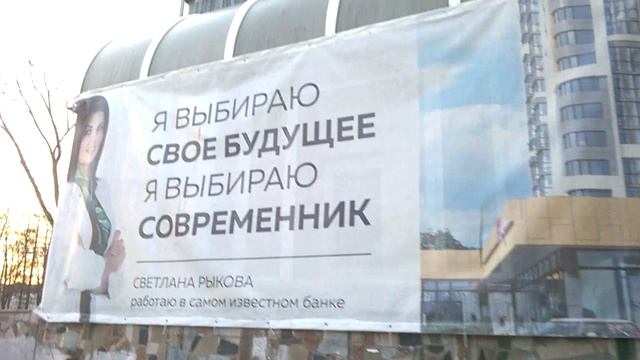 Я ВЫБИРАЮ
СВОЕ БУДУЩЕЕ
Я ВЫБИРАЮ
СОВРЕМЕННИК
СВЕТЛАНА РЫКОВА
работаю в самом известном банке